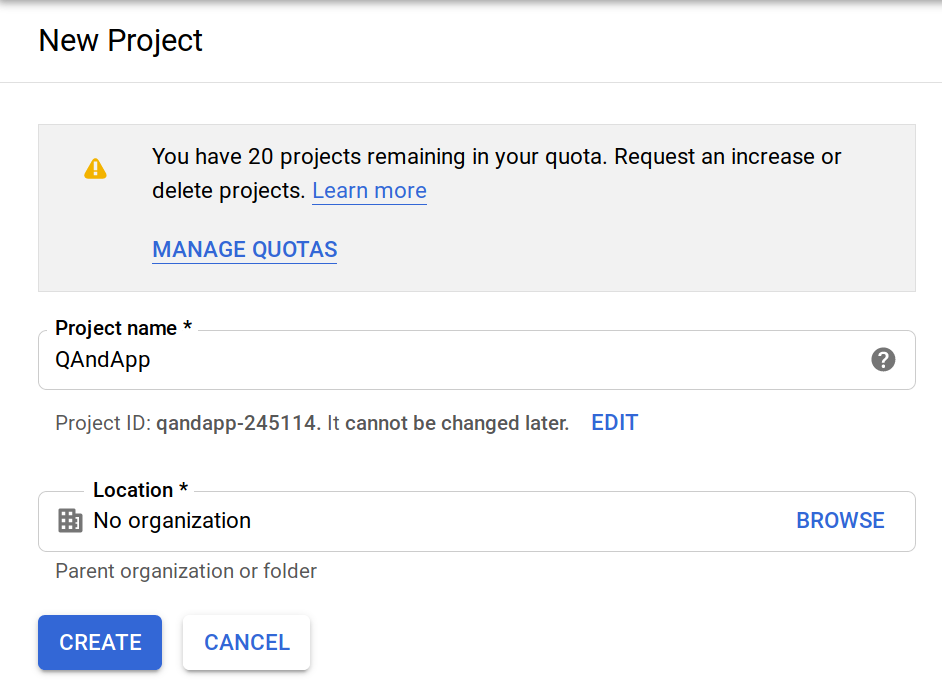 New Project
You have 20 projects remaining in your quota. Request an increase or
delete projects. Learn more
MANAGE QUOTAS
Project name *
QAndApp
Project ID: qandapp-245114. It cannot be changed later. EDIT
Location *
No organization BROWSE
Parent organization or folder
CREATE CANCEL